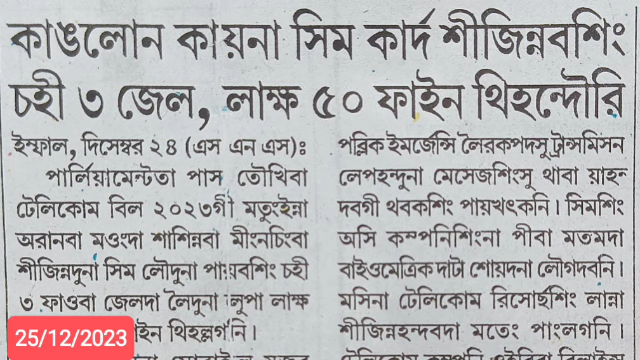 কাঙলোন কায়না সিম কার্দ শীজিন্নবশিং
চহী ৩ জেল, লাক্ষ ৫০ ফাইন থিহন্দৌরি
ইম্ফাল, দিসেম্বর ২৪ (এস এন এস)ঃ
পার্লিয়ামেন্টতা পাস তৌখিবা
টেলিকোম বিল ২০২৩গী মতুংইন্না
অরানবা মওংদা শাশিন্নবা মীংনচিংবা
শীজিন্নদুনা সিম লৌদুনা পাঃবশিং চহী
৩ ফাওবা জেলদা লৈদুনা লুপা লাক্ষ
ইন থিহল্লগনি।
25/12/2023
পব্লিক ইমর্জেন্সি লৈরকপদসু ট্রান্সমিসন
লেপহন্দুনা মেসেজশিংসু থাবা য়াহন্দ
দবগী থবকশিং পায়খৎকনি। সিমশিং
অসি কম্পনিশিংনা পীবা মতমদা
বাইওমেত্রিক দাটা শোয়দনা লৌগদবনি।
মসিনা টেলিকোম রিসোর্হশিং লান্না
শীজিন্নহন্দবদা মতেং পাংলগনি।